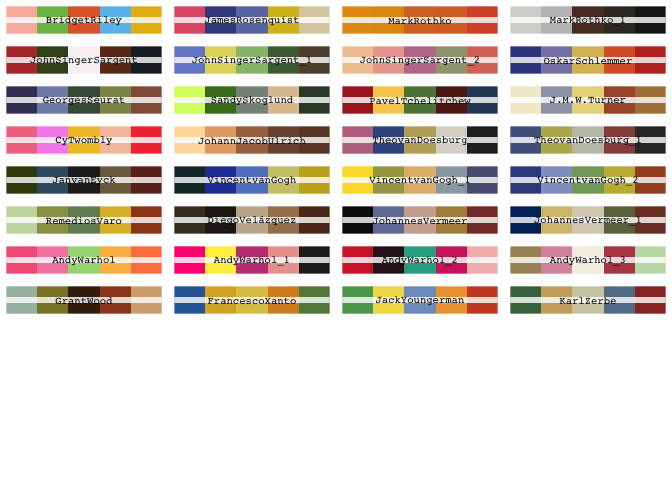 BridgetRiley
JamesRosenquist
MarkRothko
MarkRothko_1
JohnSingerSargent
JohnSingerSargent_1
JohnSingerSargent_2
OskarSchlemmer
GeorgesSeurat
SandySkoglund
PavelTchelitchew
J.M.W.Turner
CyTwombly
JohannJacobUlrich
TheovanDoesburg
TheovanDoesburg_1
JanvanEyck
VincentvanGogh
VincentvanGogh_1
VincentvanGogh_2
RemediosVaro
DiegoVelázquez
JohannesVermeer
JohannesVermeer_1
AndyWarhol
AndyWarhol_1
AndyWarhol_2
AndyWarhol_3
GrantWood
FrancescoXanto
JackYoungerman
KarlZerbe